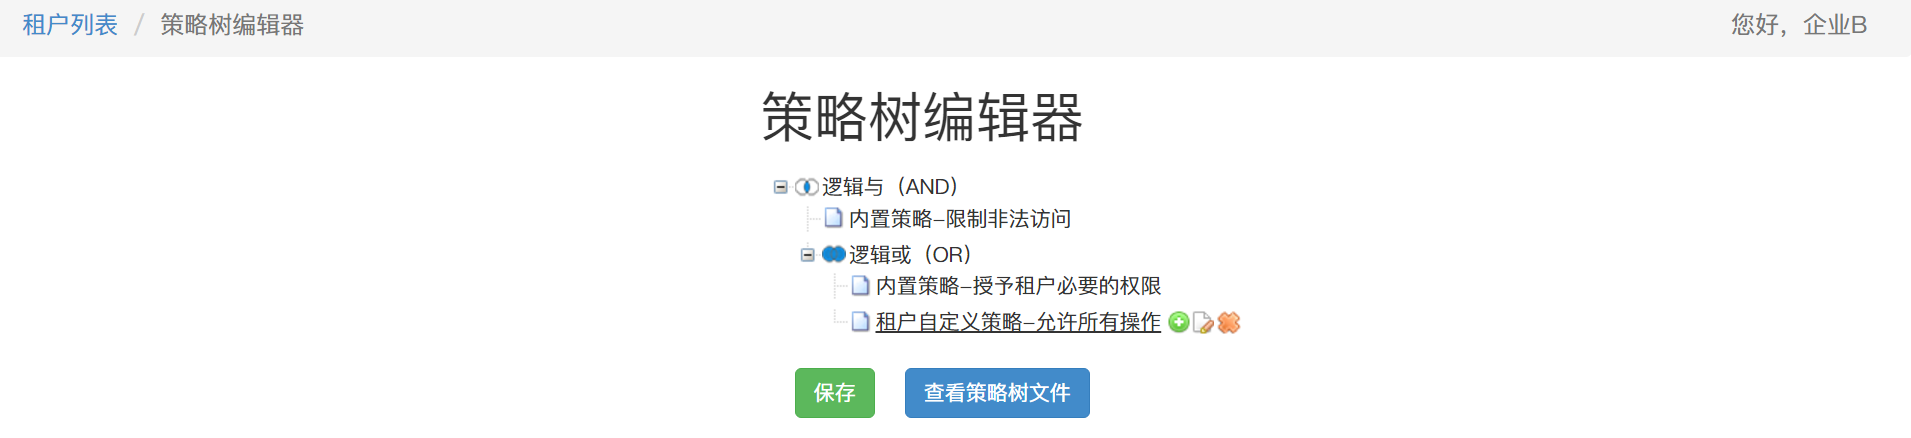 租户列表 / 策略树编辑器 您好，企业B
策略树编辑器
逻辑与（AND）
内置策略-限制非法访问
逻辑或（OR）
内置策略-授予租户必要的权限
租户自定义策略-允许所有操作
保存 查看策略树文件